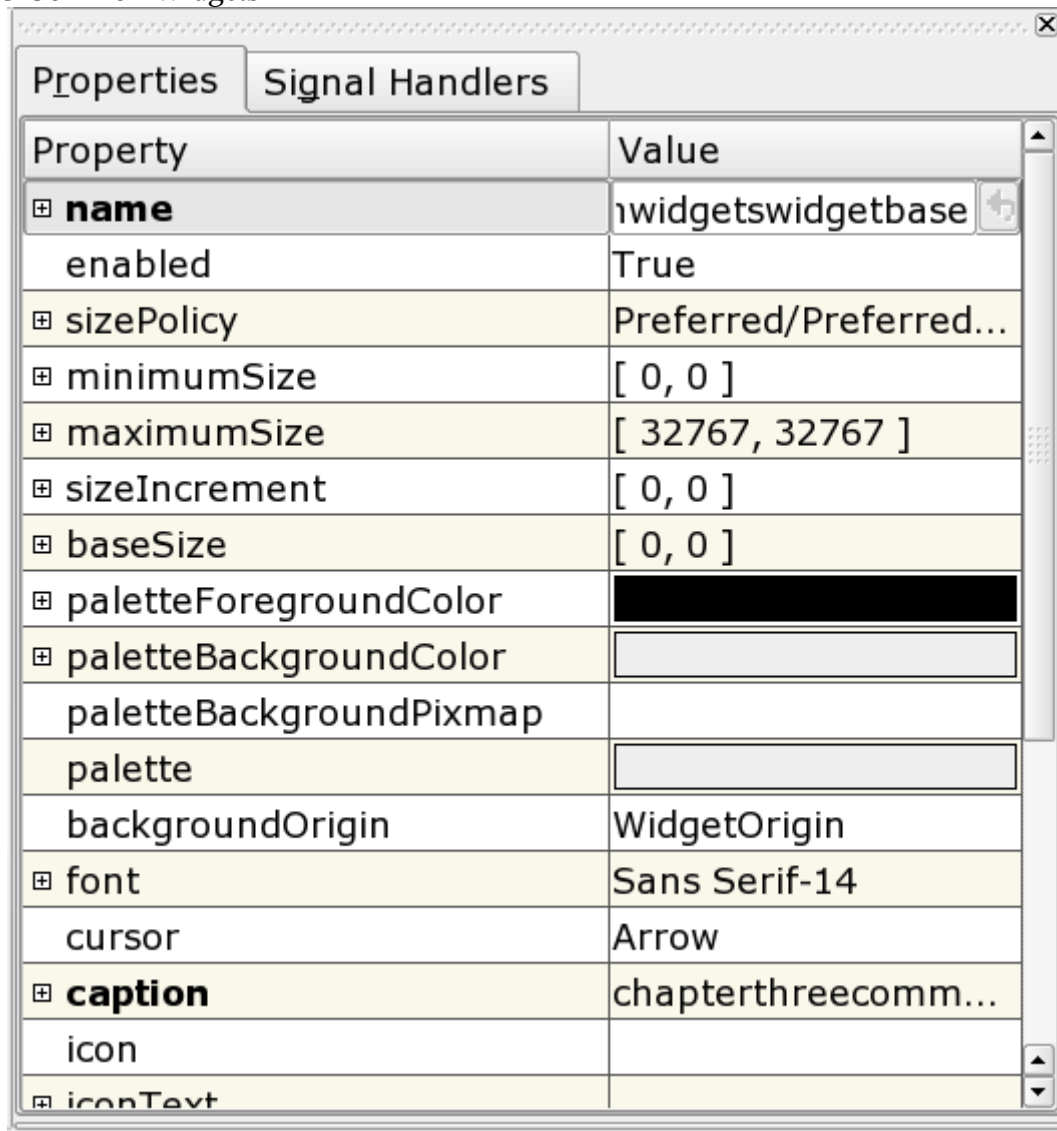 Widgets
Properties Signal Handlers
Property Value
name widgetswidgetbase
enabled True
sizePolicy Preferred/Preferred...
minimumSize [ 0, 0 ]
maximumSize [ 32767, 32767 ]
sizeIncrement [ 0, 0 ]
baseSize [ 0, 0 ]
paletteForegroundColor
paletteBackgroundColor
paletteBackgroundPixmap
palette
backgroundOrigin WidgetOrigin
font Sans Serif-14
cursor Arrow
caption chapterthreecomm...
icon
iconText